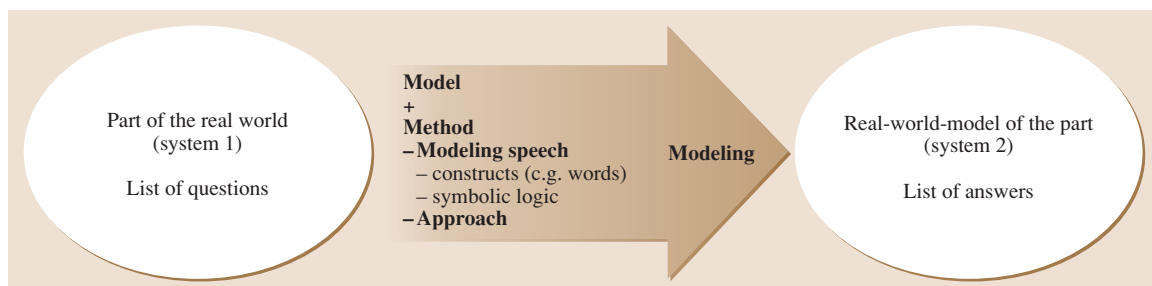 Part of the real world
(system 1)
List of questions
Model
+
Method
– Modeling speech
– constructs (c.g. words)
– symbolic logic
– Approach
Modeling
Real-world-model of the part
(system 2)
List of answers